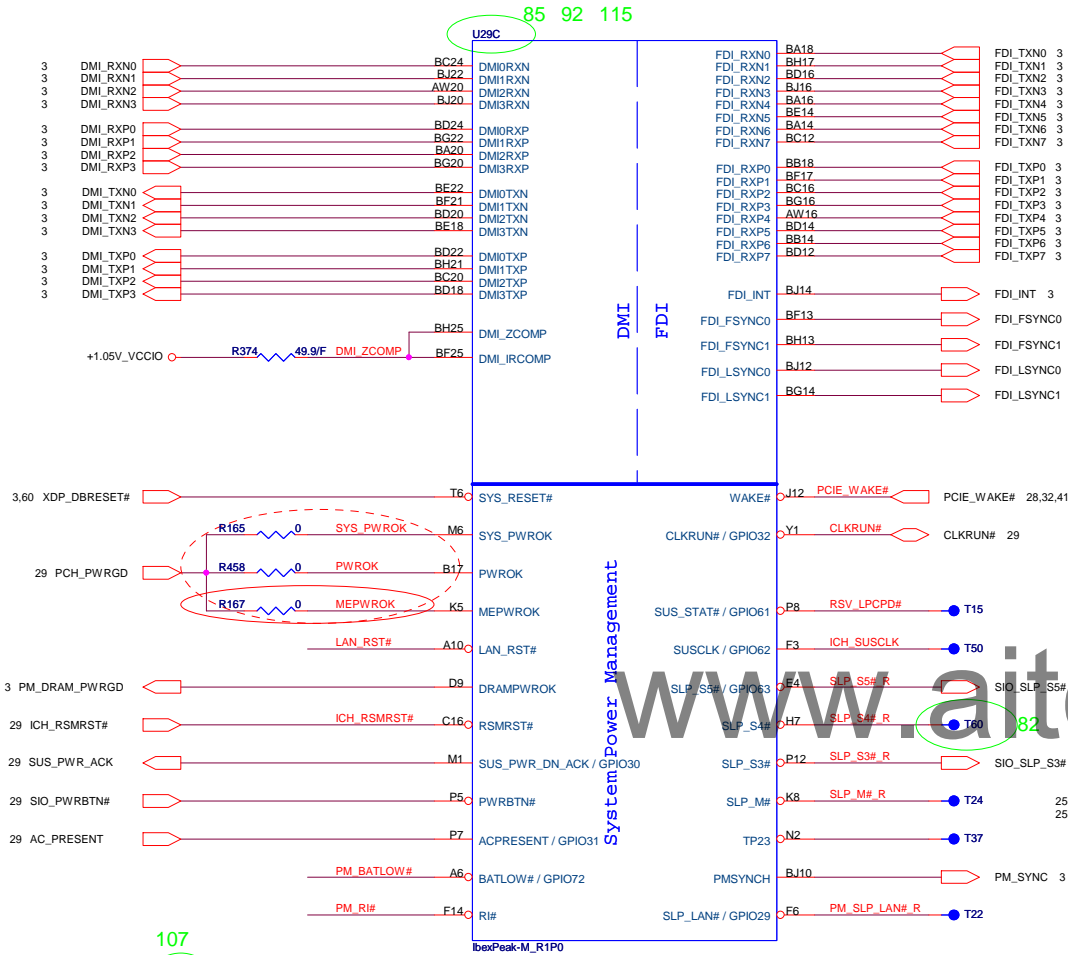 85 92 115
U29C
3 DMI_RXN0 BC24 DMI0RXN FDI_RXN0 BA18 FDI_TXN0 3
3 DMI_RXN1 BJ22 DMI1RXN FDI_RXN1 BH17 FDI_TXN1 3
3 DMI_RXN2 AW20 DMI2RXN FDI_RXN2 BD16 FDI_TXN2 3
3 DMI_RXN3 BJ20 DMI3RXN FDI_RXN3 BJ16 FDI_TXN3 3
FDI_RXN4 BA16 FDI_TXN4 3
3 DMI_RXP0 BD24 DMI0RXP FDI_RXN5 BE14 FDI_TXN5 3
3 DMI_RXP1 BG22 DMI1RXP FDI_RXN6 BA14 FDI_TXN6 3
3 DMI_RXP2 BA20 DMI2RXP FDI_RXN7 BC12 FDI_TXN7 3
3 DMI_RXP3 BG20 DMI3RXP FDI_RXP0 BB18 FDI_TXP0 3
FDI_RXP1 BF17 FDI_TXP1 3
3 DMI_TXN0 BE22 DMI0TXN FDI_RXP2 BC16 FDI_TXP2 3
3 DMI_TXN1 BF21 DMI1TXN FDI_RXP3 BG16 FDI_TXP3 3
3 DMI_TXN2 BD20 DMI2TXN FDI_RXP4 AW16 FDI_TXP4 3
3 DMI_TXN3 BE18 DMI3TXN FDI_RXP5 BD14 FDI_TXP5 3
FDI_RXP6 BB14 FDI_TXP6 3
3 DMI_TXP0 BD22 DMI0TXP FDI_RXP7 BD12 FDI_TXP7 3
3 DMI_TXP1 BH21 DMI1TXP
3 DMI_TXP2 BC20 DMI2TXP
3 DMI_TXP3 BD18 DMI3TXP FDI_INT BJ14 FDI_INT 3
DMI FDI
FDI_FSYNC0 BF13 FDI_FSYNC0
BH25 DMI_ZCOMP
FDI_FSYNC1 BH13 FDI_FSYNC1
+1.05V_VCCIO R374 49.9/F DMI_ZCOMP BF25 DMI_IRCOMP
FDI_LSYNC0 BJ12 FDI_LSYNC0
FDI_LSYNC1 BG14 FDI_LSYNC1
3,60 XDP_DBRESET# T6 SYS_RESET# WAKE# J12 PCIE_WAKE# PCIE_WAKE# 28,32,41
R165 0 SYS_PWROK M6 SYS_PWROK CLKRUN# / GPIO32 Y1 CLKRUN# CLKRUN# 29
29 PCH_PWRGD R458 0 PWROK B17 PWROK
R167 0 MEPWROK K5 MEPWROK SUS_STAT# / GPIO61 P8 RSV_LPCPD# T15
System Power Management
LAN_RST# A10 LAN_RST# SUSCLK / GPIO62 F3 ICH_SUSCLK T50
3 PM_DRAM_PWRGD D9 DRAMPWROK SLP_S5# / GPIO63 E4 SLP_S5#_R SIO_SLP_S5#
www.ait
29 ICH_RSMRST# ICH_RSMRST# C16 RSMRST# SLP_S4# H7 SLP_S4#_R T60 82
29 SUS_PWR_ACK M1 SUS_PWR_DN_ACK / GPIO30 SLP_S3# P12 SLP_S3#_R SIO_SLP_S3#
29 SIO_PWRBTN# P5 PWRBTN# SLP_M# K8 SLP_M#_R T24 25
25
29 AC_PRESENT P7 ACPRESENT / GPIO31 TP23 N2 T37
PM_BATLOW# A6 BATLOW# / GPIO72 PMSYNCH BJ10 PM_SYNC 3
PM_RI# F14 RI# SLP_LAN# / GPIO29 F6 PM_SLP_LAN#_R T22
107
IbexPeak-M_R1P0